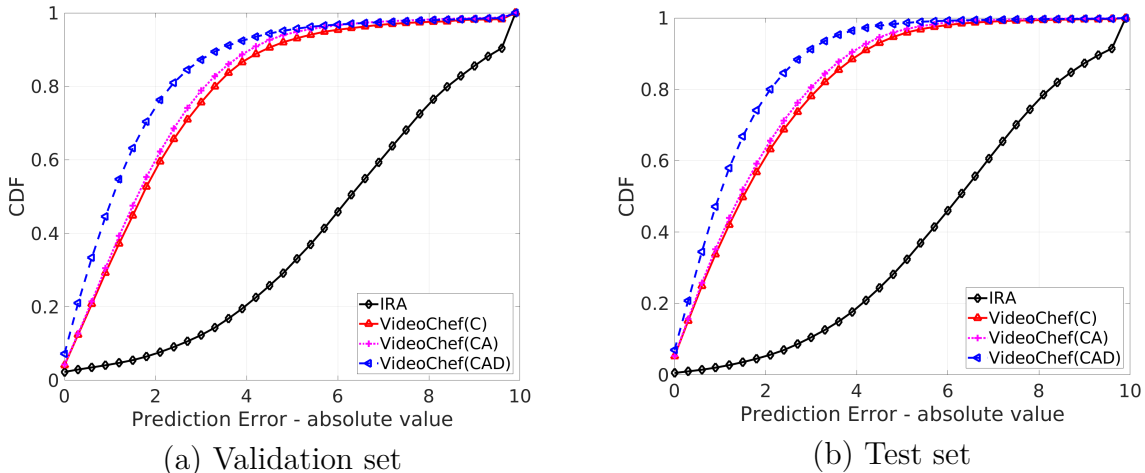 CDF
1
0.8
0.6
0.4
0.2
0
0 2 4 6 8 10
Prediction Error - absolute value
IRA
VideoChef(C)
VideoChef(CA)
VideoChef(CAD)
(a) Validation set
CDF
1
0.8
0.6
0.4
0.2
0
0 2 4 6 8 10
Prediction Error - absolute value
IRA
VideoChef(C)
VideoChef(CA)
VideoChef(CAD)
(b) Test set